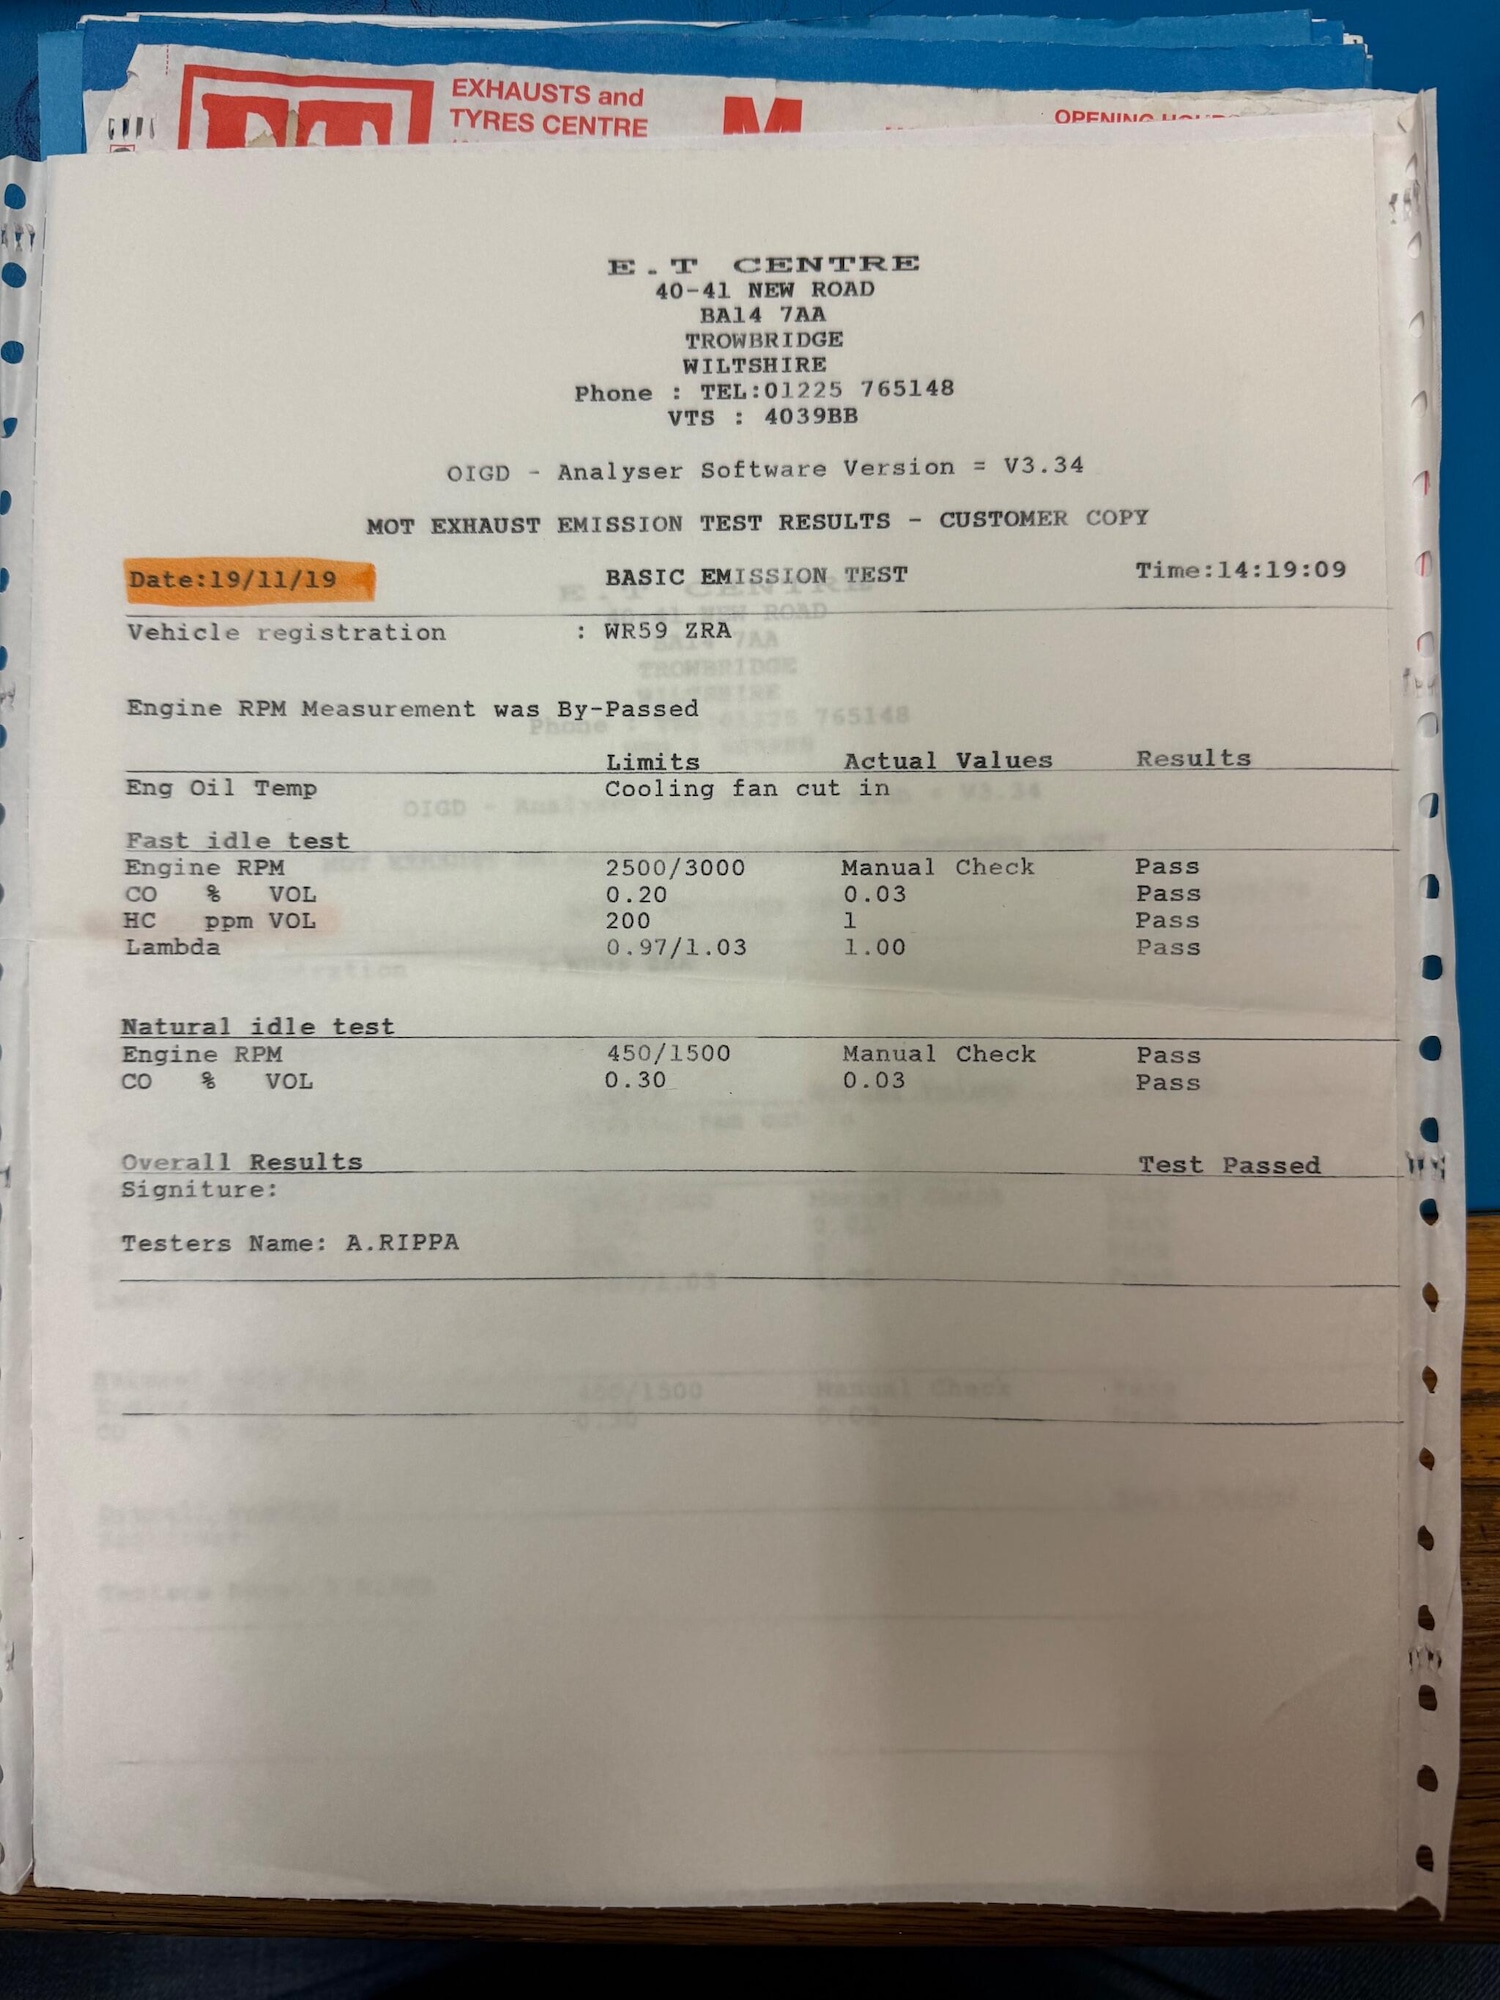 EXHAUSTS and
TYRES CENTRE
E.T CENTRE
40-41 NEW ROAD
BA14 7AA
TROWBRIDGE
WILTSHIRE
Phone : TEL:01225 765148
VTS : 4039BB
OIGD - Analyser Software Version = V3.34
MOT EXHAUST EMISSION TEST RESULTS - CUSTOMER COPY
Date:19/11/19 BASIC EMISSION TEST Time:14:19:09
Vehicle registration : WR59 ZRA
Engine RPM Measurement was By-Passed
Limits Actual Values Results
Eng Oil Temp Cooling fan cut in
Fast idle test
Engine RPM 2500/3000 Manual Check Pass
CO % VOL 0.20 0.03 Pass
HC ppm VOL 200 1 Pass
Lambda 0.97/1.03 1.00 Pass
Natural idle test
Engine RPM 450/1500 Manual Check Pass
CO % VOL 0.30 0.03 Pass
Overall Results Test Passed
Signiture:
Testers Name: A.RIPPA